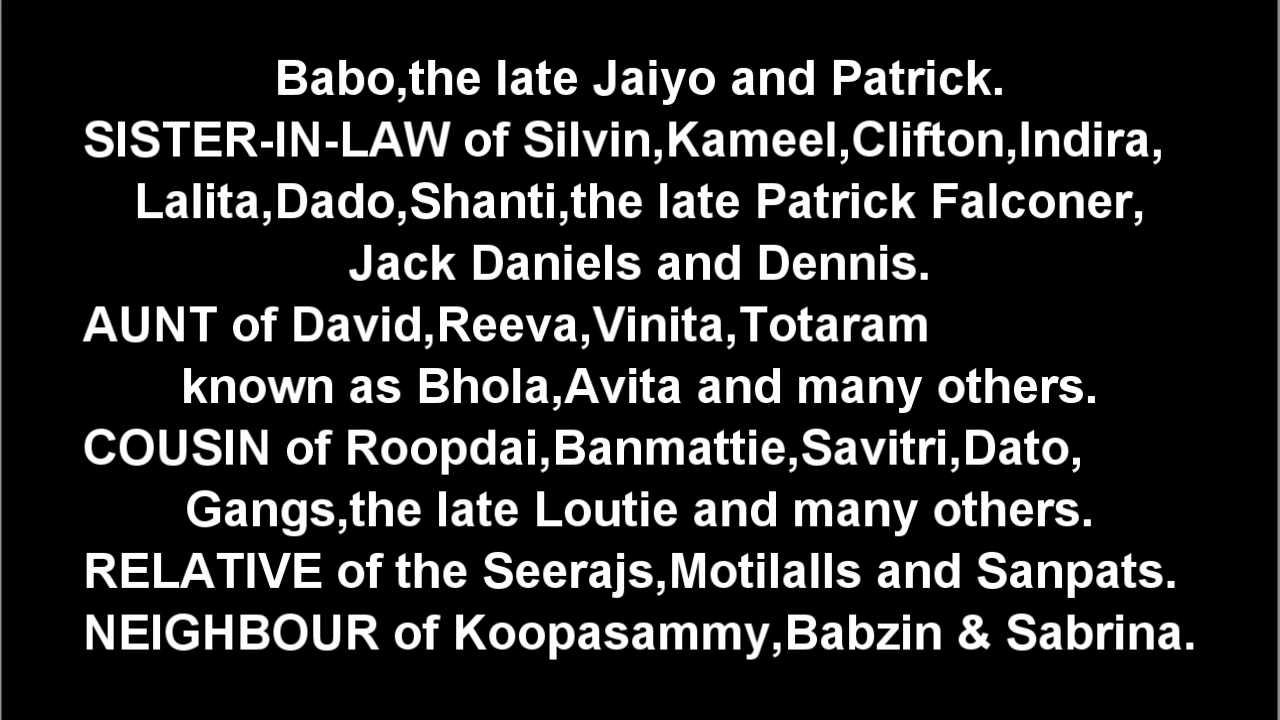 Babo,the late Jaiyo and Patrick.
SISTER-IN-LAW of Silvin,Kameel,Clifton,Indira,
Lalita,Dado,Shanti,the late Patrick Falconer,
Jack Daniels and Dennis.
AUNT of David,Reeva,Vinita,Totaram
known as Bhola,Avita and many others.
COUSIN of Roopdai,Banmattie,Savitri,Dato,
Gangs,the late Loutie and many others.
RELATIVE of the Seerajs,Motilalls and Sanpats.
NEIGHBOUR of Koopasammy,Babzin & Sabrina.